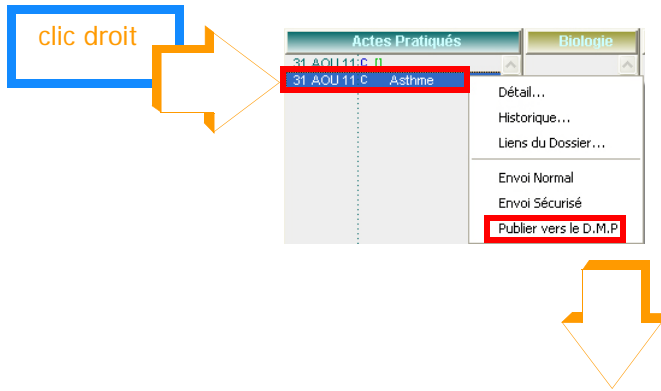 clic droit
Actes Pratiqués Biologie
31 AOU 11 C []
31 AOU 11 C Asthme
Détail...
Historique...
Liens du Dossier...
Envoi Normal
Envoi Sécurisé
Publier vers le D.M.P